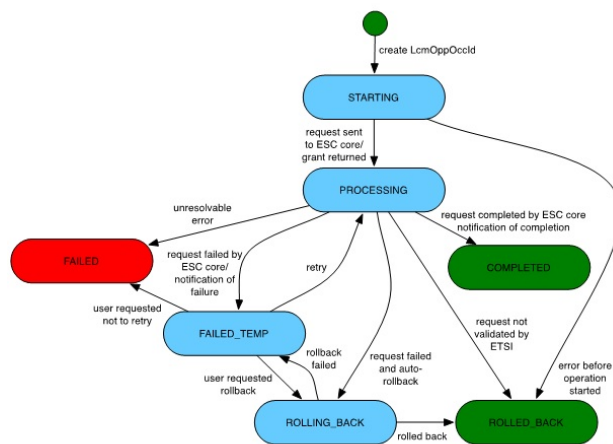 create LcmOppOccId
STARTING
request sent
to ESC core/
grant returned
PROCESSING
unresolvable
error
request completed by ESC core
notification of completion
FAILED
request failed by
ESC core/
notification of
failure
retry
COMPLETED
user requested
not to retry
FAILED_TEMP
request not
validated by
ETSI
rollback
failed
request failed
and auto-
rollback
user requested
rollback
error before
operation
started
ROLLING_BACK
rolled back
ROLLED_BACK